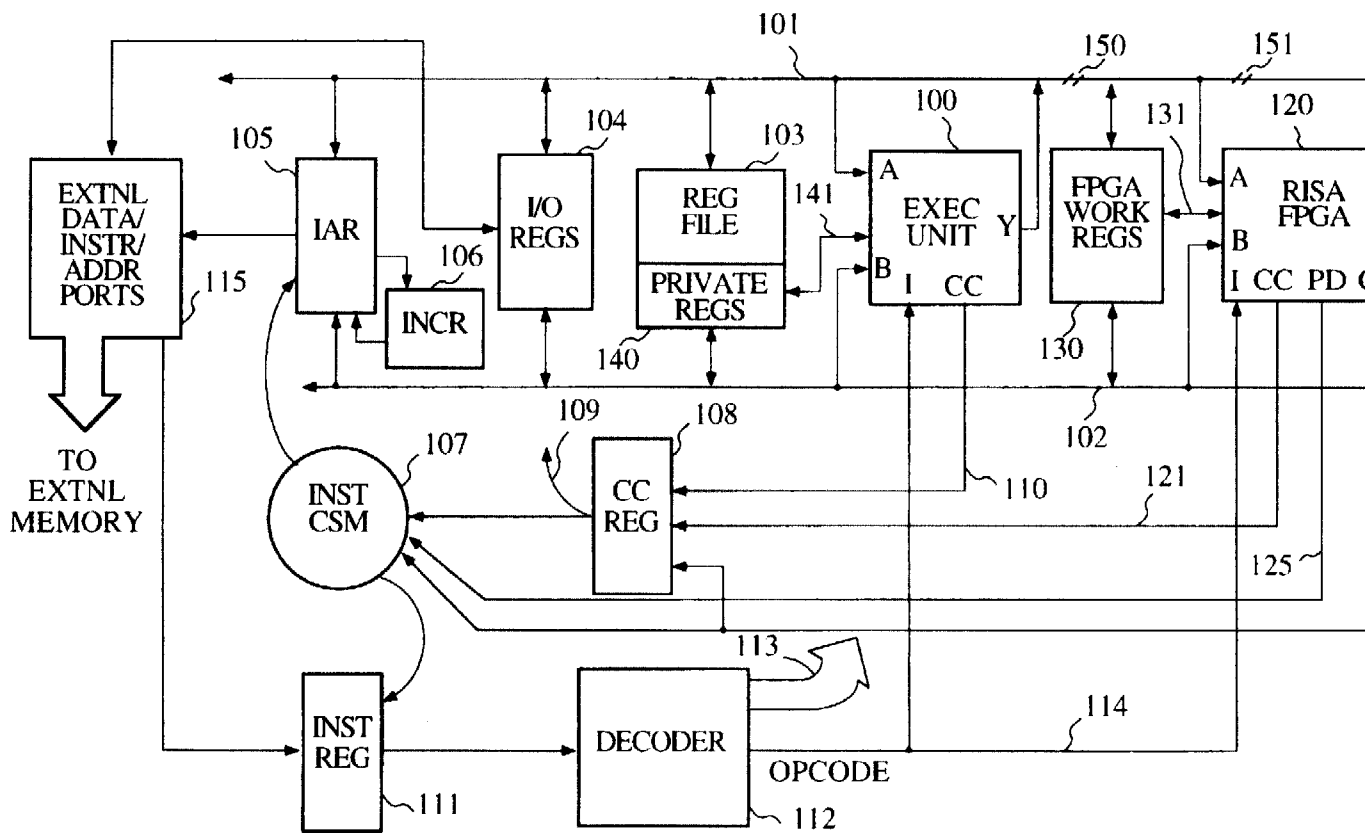 101
150
151
105
104
103
100
131
120
EXTNL
DATA/
INSTR/
ADDR
PORTS
IAR
I/O
REGS
REG
FILE
141
A
EXEC
UNIT
Y
FPGA
WORK
REGS
A
RISA
FPGA
B
B
106
PRIVATE
REGS
I
CC
I
CC
PD
115
INCR
140
130
109
108
102
TO
EXTNL
MEMORY
107
INST
CSM
CC
REG
110
121
125
113
114
INST
REG
DECODER
OPCODE
111
112